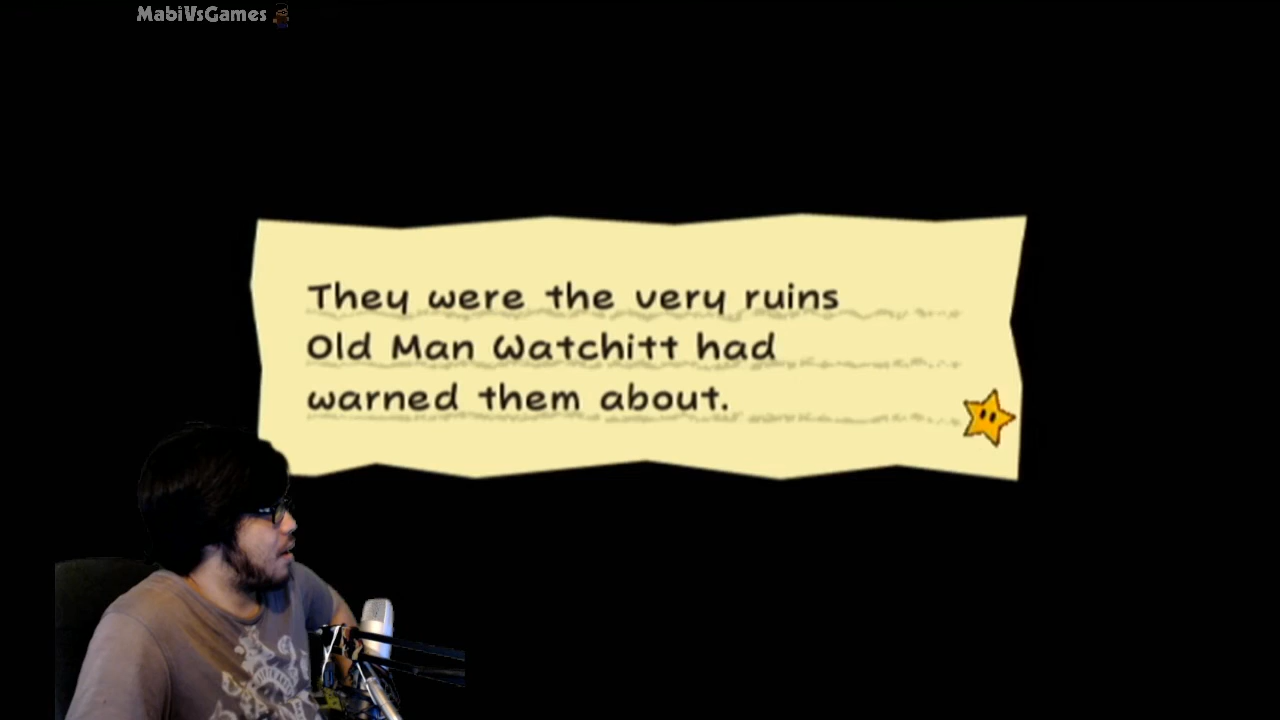 MabiVsGames
They were the very ruins
Old Man Watchitt had
warned them about.